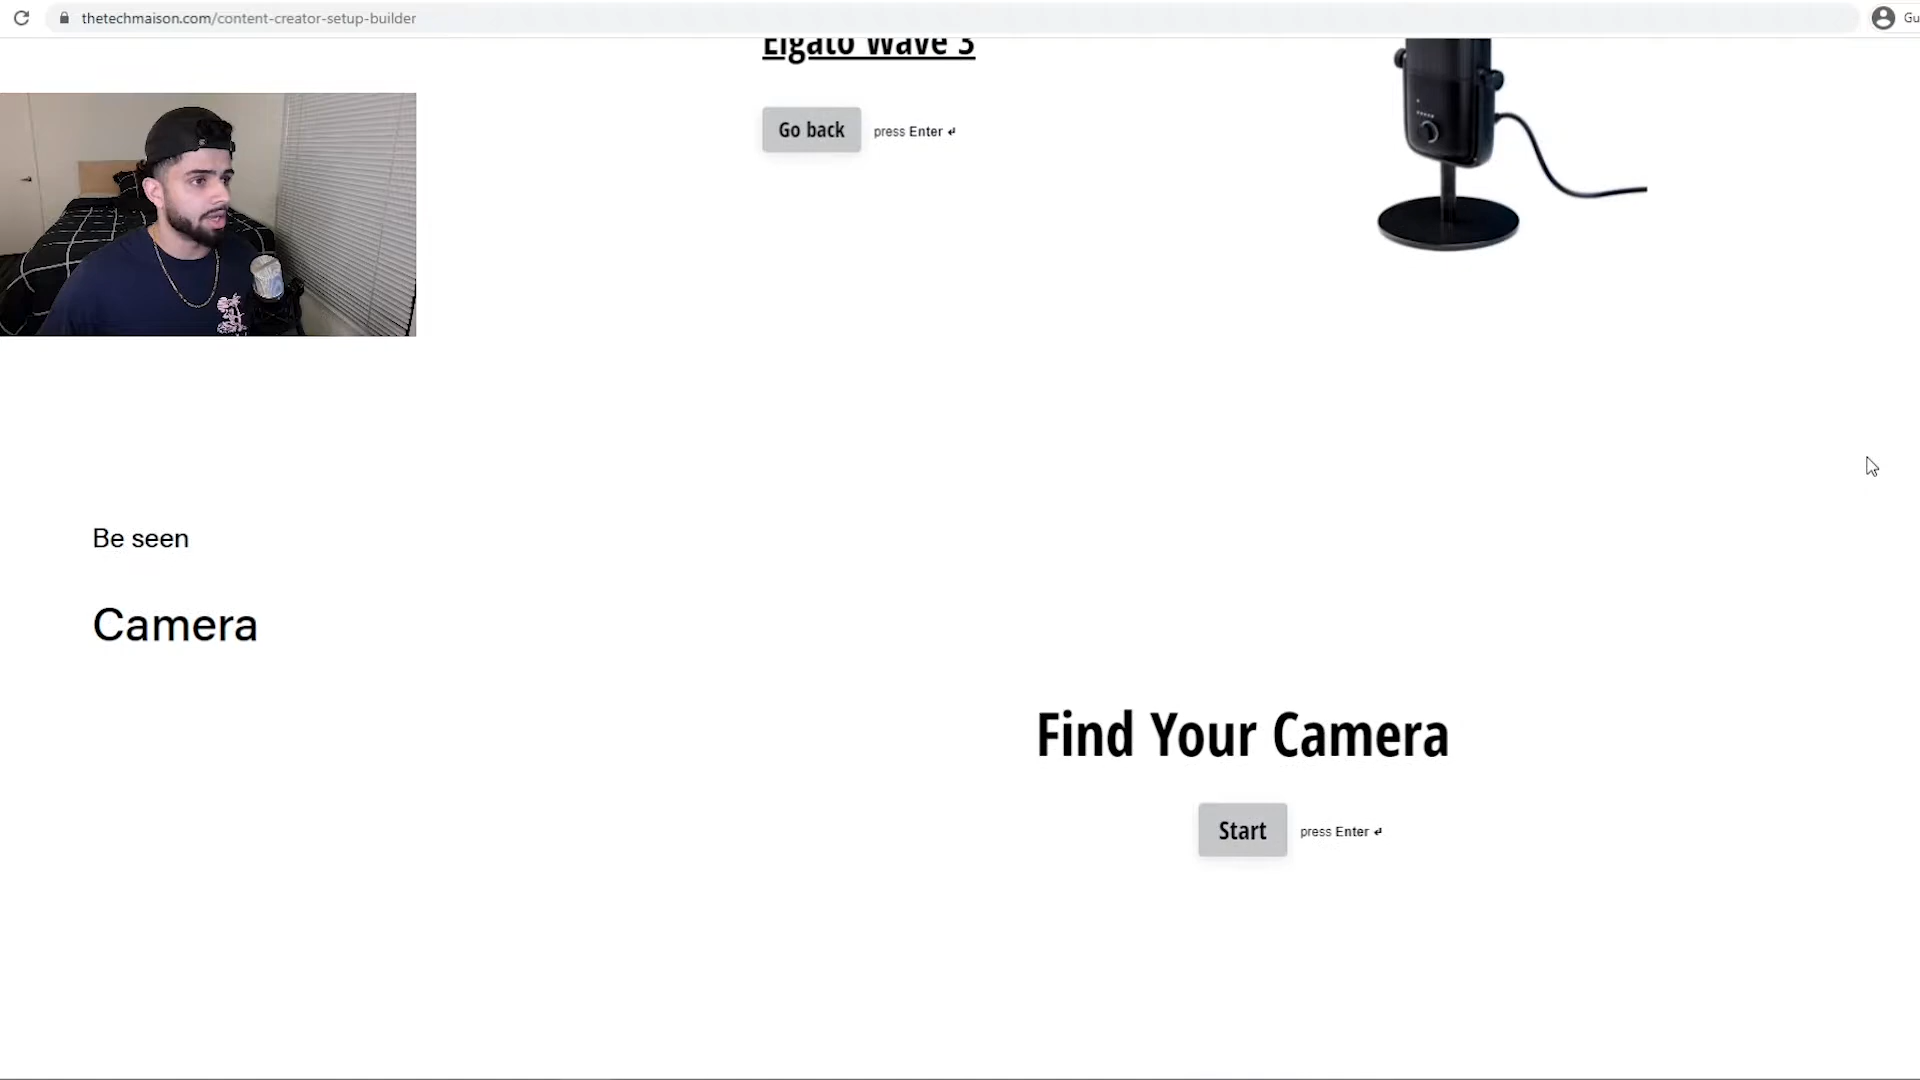 thetechmaison.com/content-creator-setup-builder
Gu
Elgato Wave 3
Go back
press Enter ↵
Be seen
Camera
Find Your Camera
Start
press Enter ↵